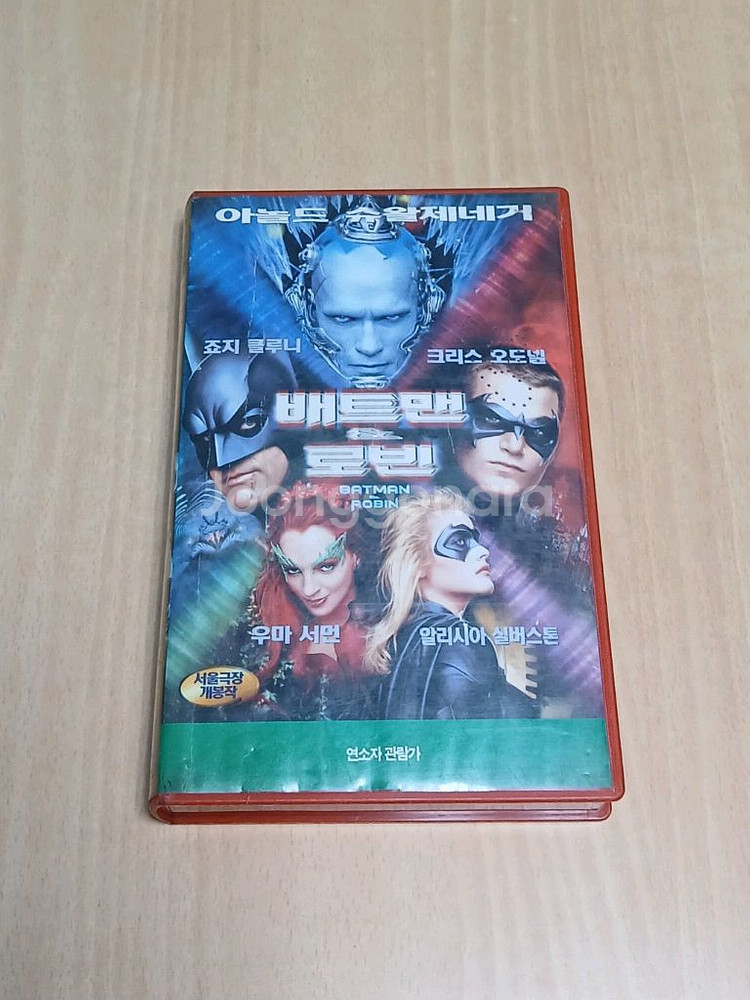 아놀드 슈왈제네거
죠지 클루니
크리스 오도넬
배트맨
&
로빈
BATMAN
&
ROBIN
Joonggonara
우마 서먼
알리시아 실버스톤
서울극장
개봉작
연소자 관람가